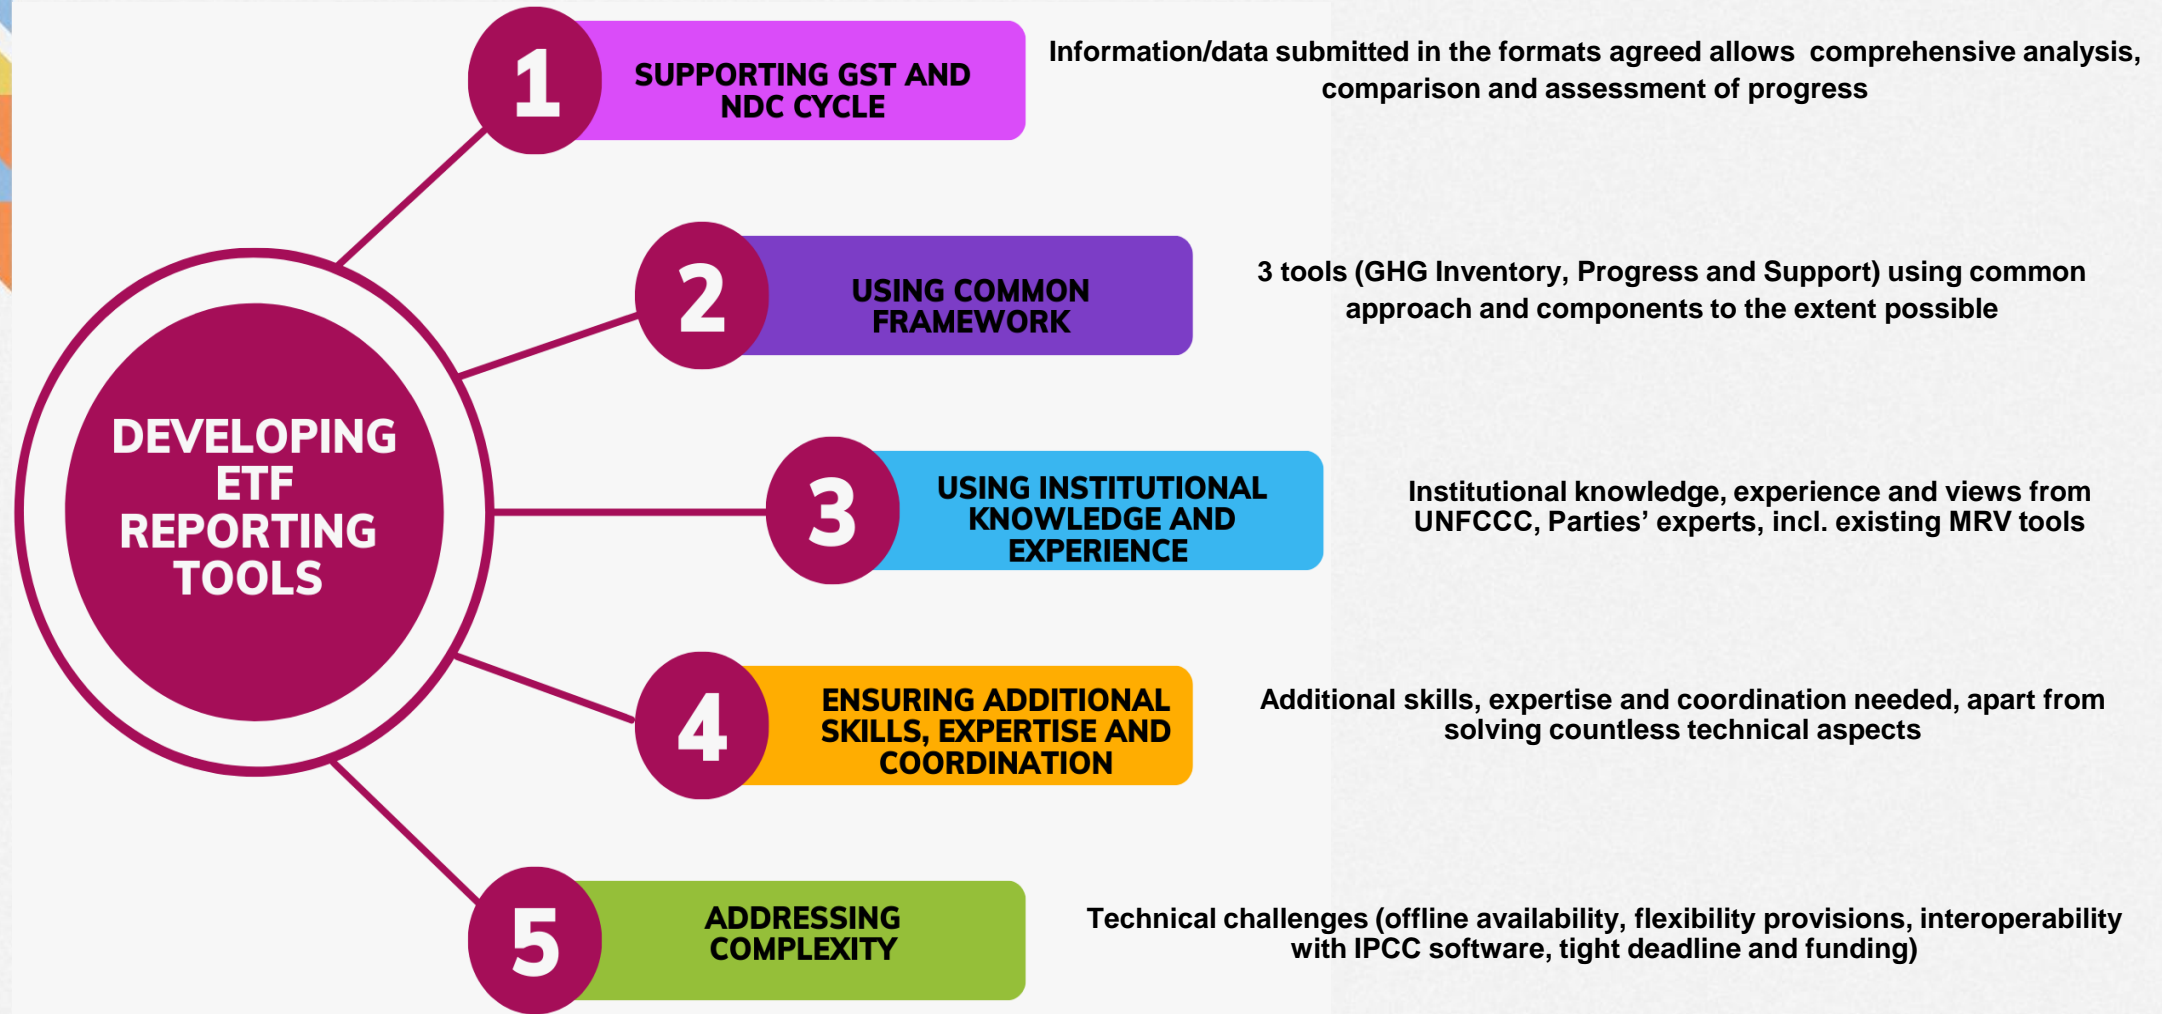 DEVELOPING
ETF
REPORTING
TOOLS
1
SUPPORTING GST AND
NDC CYCLE
Information/data submitted in the formats agreed allows comprehensive analysis,
comparison and assessment of progress
2
USING COMMON
FRAMEWORK
3 tools (GHG Inventory, Progress and Support) using common
approach and components to the extent possible
3
USING INSTITUTIONAL
KNOWLEDGE AND
EXPERIENCE
Institutional knowledge, experience and views from
UNFCCC, Parties’ experts, incl. existing MRV tools
4
ENSURING ADDITIONAL
SKILLS, EXPERTISE AND
COORDINATION
Additional skills, expertise and coordination needed, apart from
solving countless technical aspects
5
ADDRESSING
COMPLEXITY
Technical challenges (offline availability, flexibility provisions, interoperability
with IPCC software, tight deadline and funding)